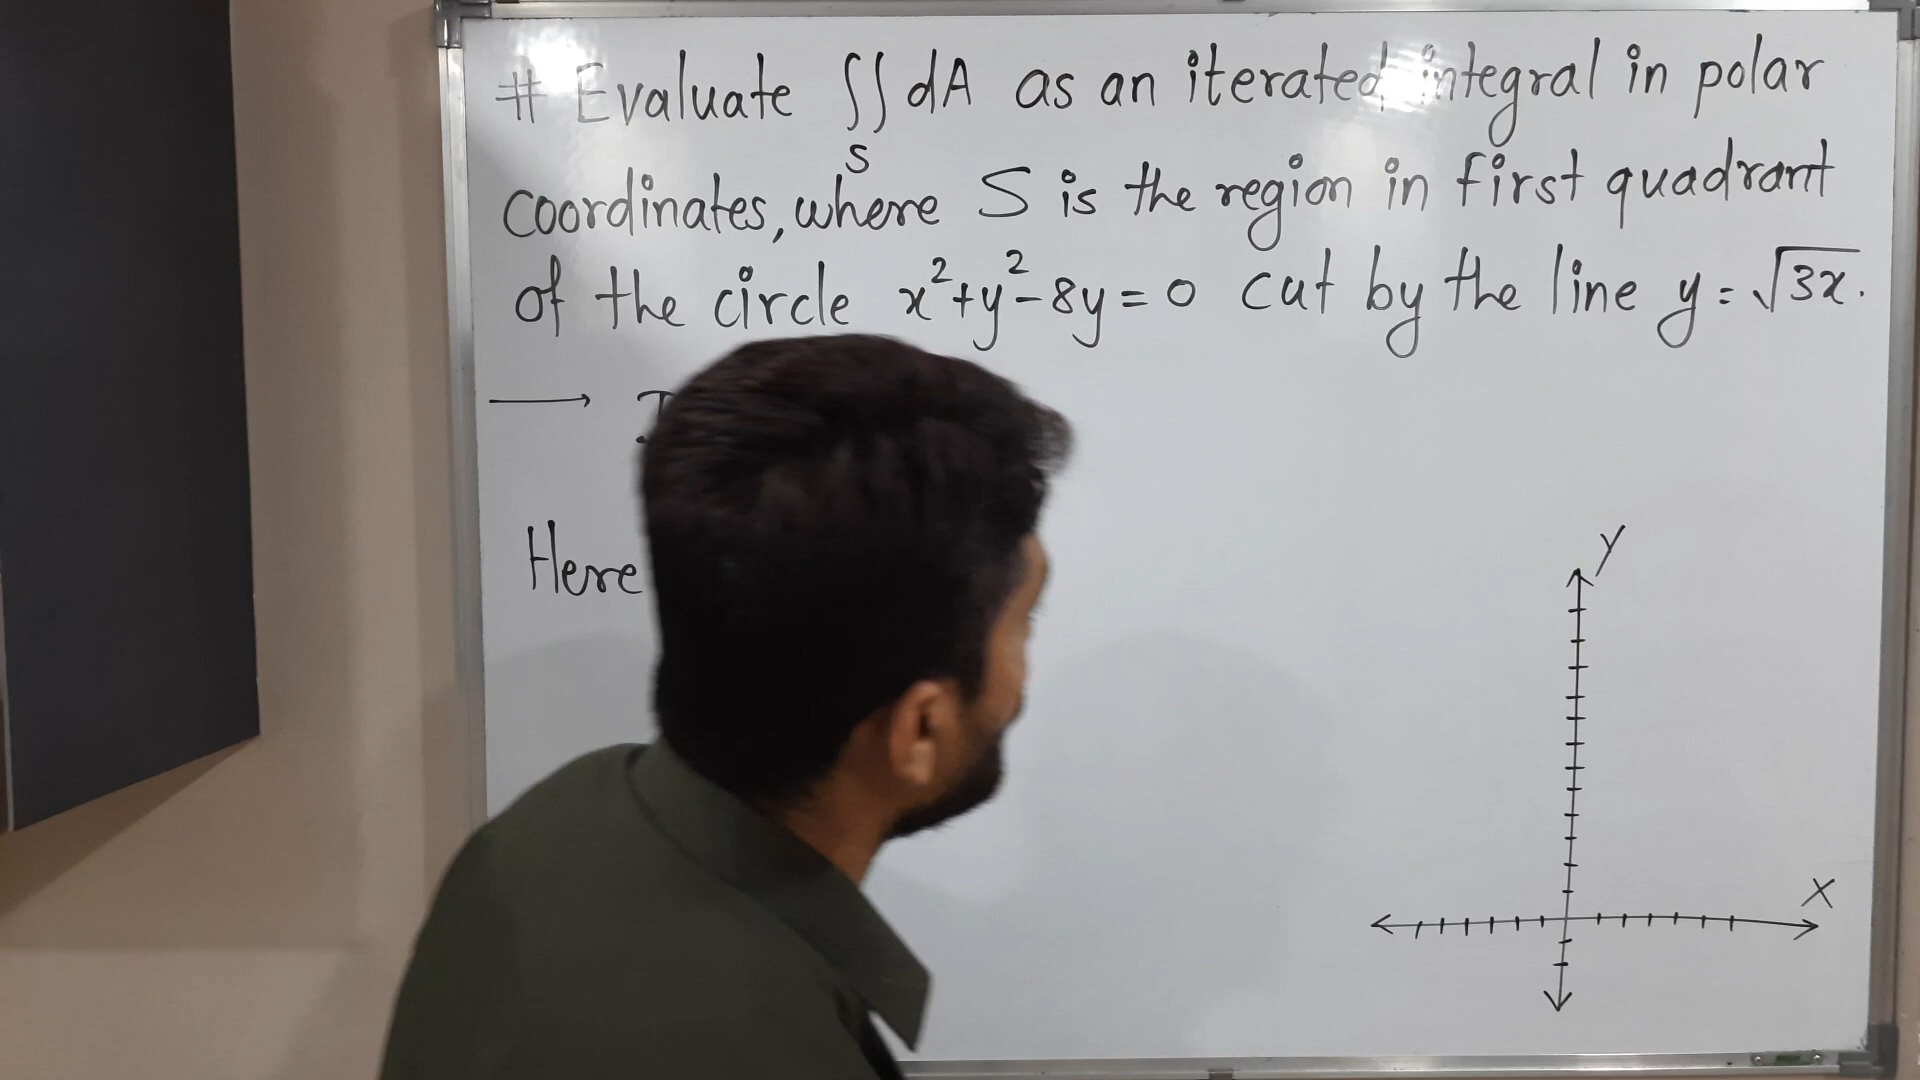 # Evaluate ∬_S dA as an iterated integral in polar
coordinates, where S is the region in first quadrant
of the circle x²+y²-8y=0 cut by the line y = √3x.
⟶
Here
y
X